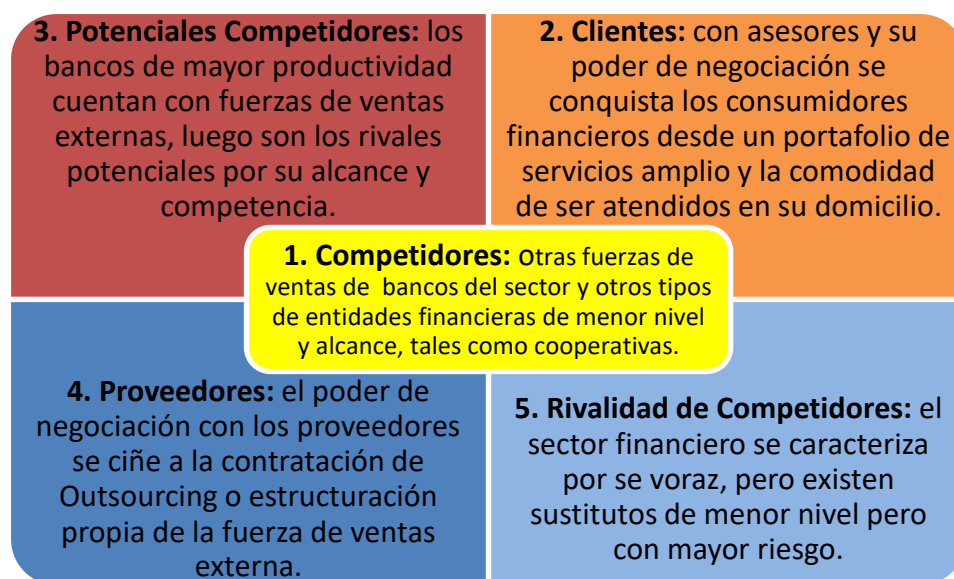 3. Potenciales Competidores: los
bancos de mayor productividad
cuentan con fuerzas de ventas
externas, luego son los rivales
potenciales por su alcance y
competencia.
2. Clientes: con asesores y su
poder de negociación se
conquista los consumidores
financieros desde un portafolio de
servicios amplio y la comodidad
de ser atendidos en su domicilio.
1. Competidores: Otras fuerzas de
ventas de bancos del sector y otros tipos
de entidades financieras de menor nivel
y alcance, tales como cooperativas.
4. Proveedores: el poder de
negociación con los proveedores
se ciñe a la contratación de
Outsourcing o estructuración
propia de la fuerza de ventas
externa.
5. Rivalidad de Competidores: el
sector financiero se caracteriza
por se voraz, pero existen
sustitutos de menor nivel pero
con mayor riesgo.